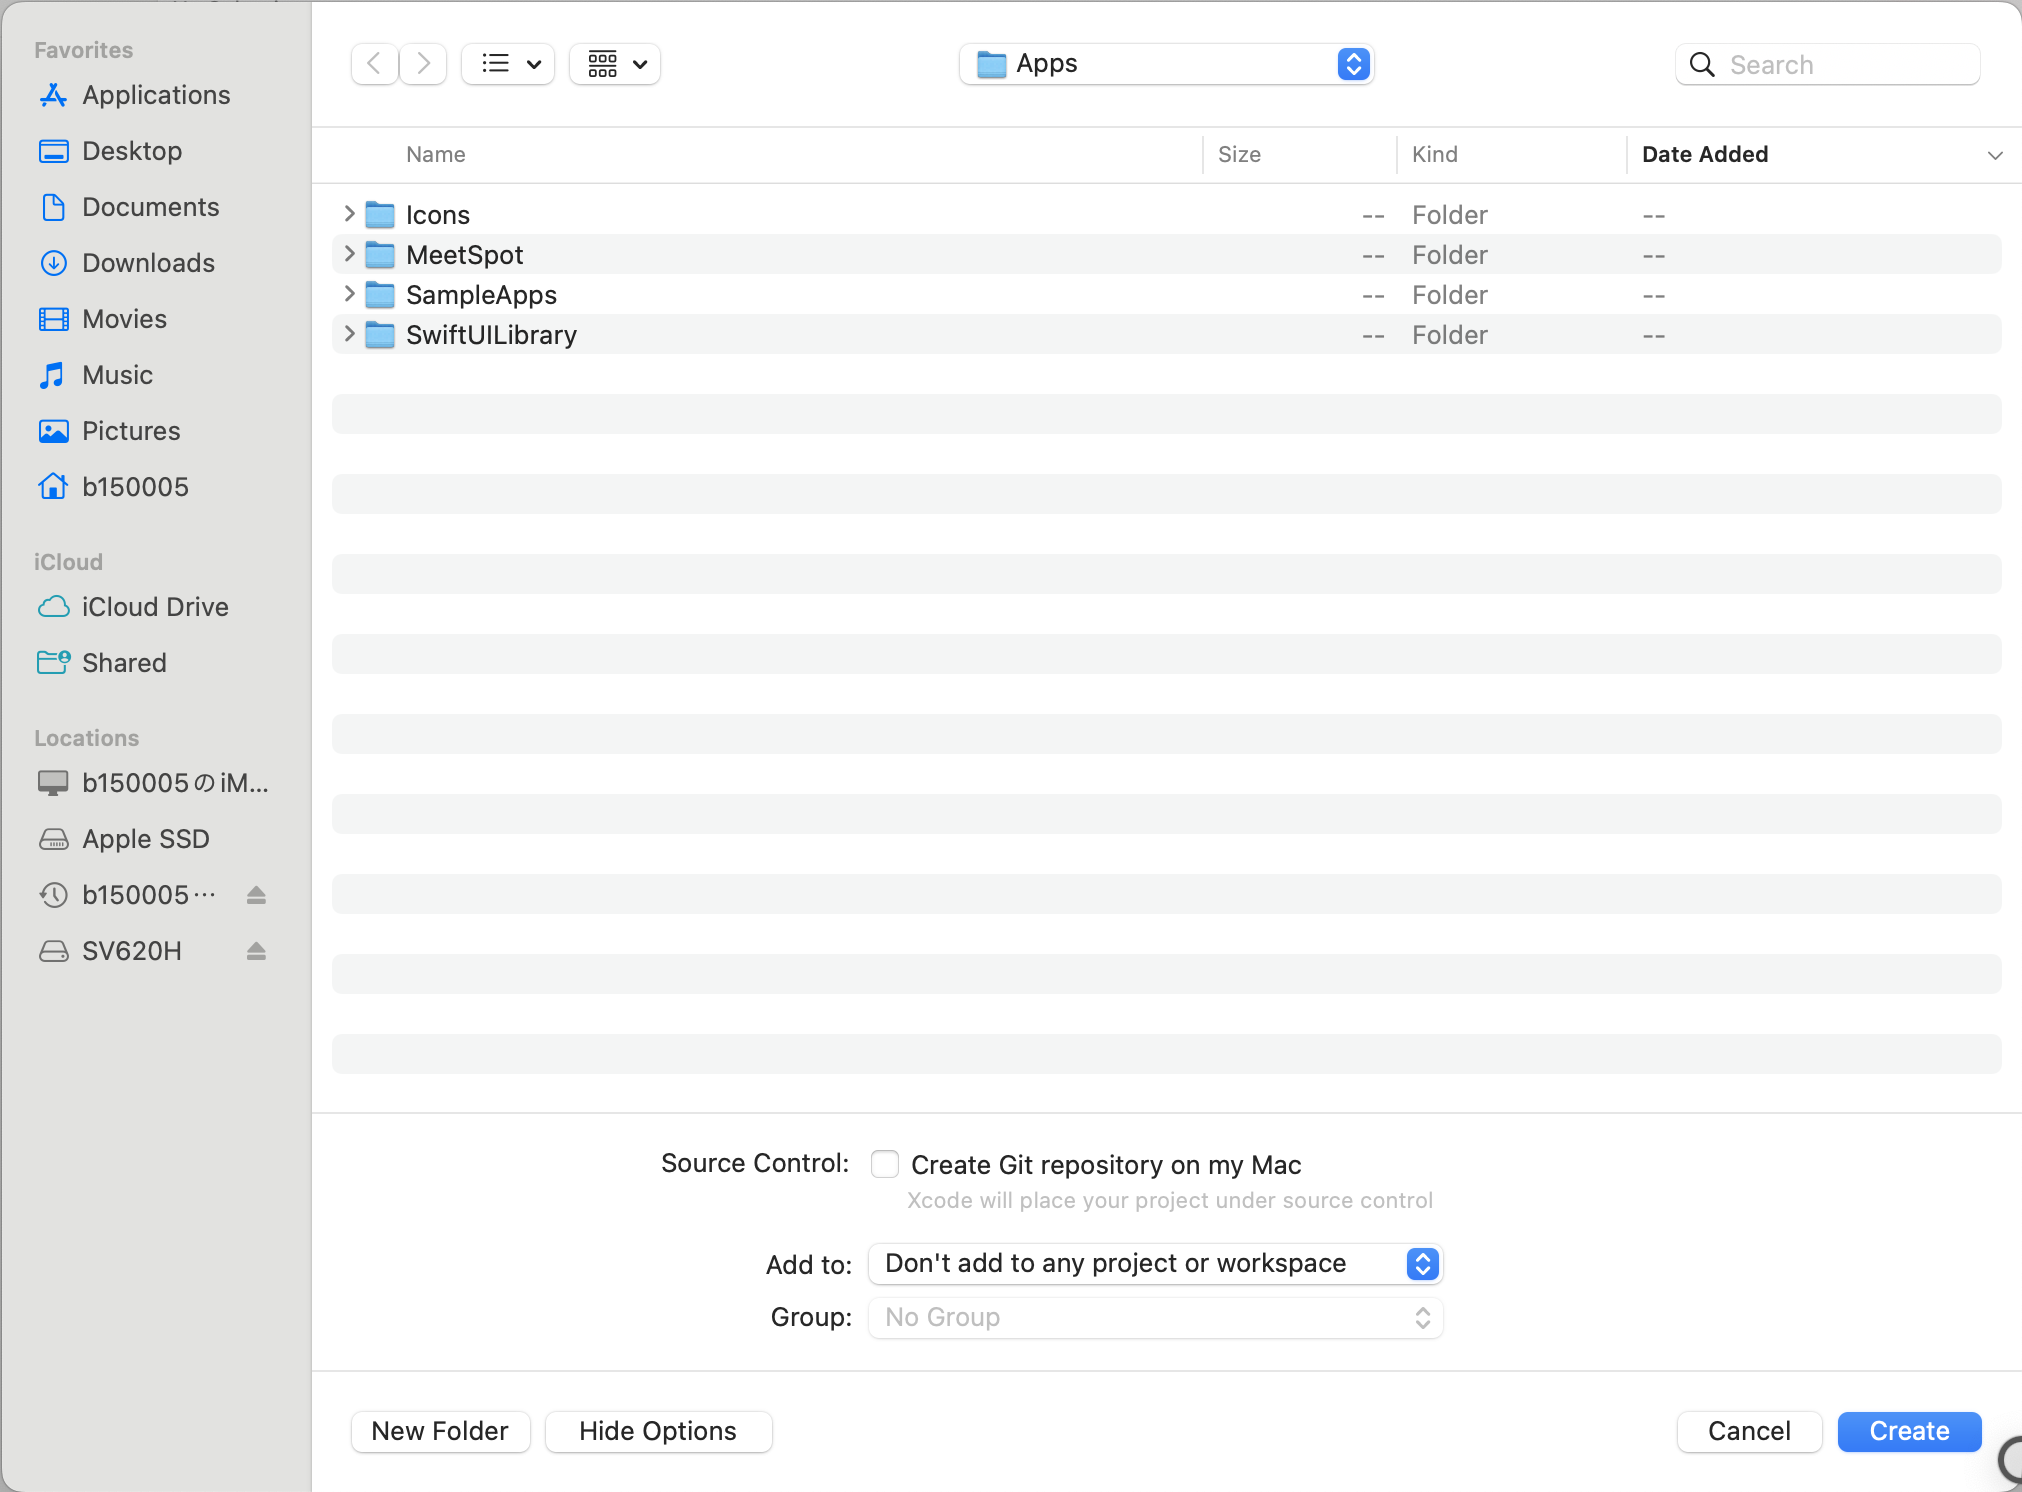 Favorites
Applications
Desktop
Documents
Downloads
Movies
Music
Pictures
b150005
iCloud
iCloud Drive
Shared
Locations
b150005のiM...
Apple SSD
b150005…
SV620H
Apps
Search
Name Size Kind Date Added
Icons -- Folder --
MeetSpot -- Folder --
SampleApps -- Folder --
SwiftUILibrary -- Folder --
Source Control: Create Git repository on my Mac
Xcode will place your project under source control
Add to: Don't add to any project or workspace
Group: No Group
New Folder Hide Options Cancel Create